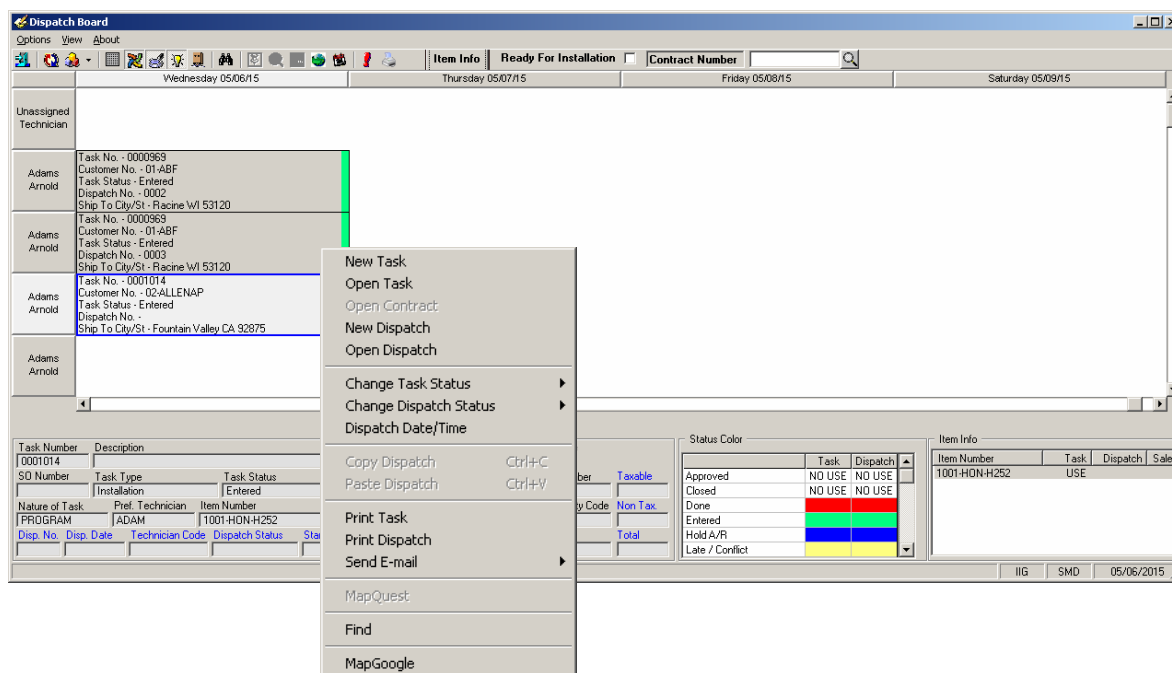 Dispatch Board
Options View About
Item Info Ready For Installation Contract Number
Wednesday 05/06/15 Thursday 05/07/15 Friday 05/08/15 Saturday 05/09/15
Unassigned
Technician
Adams
Arnold
Task No. - 0000969
Customer No. - 01-ABF
Task Status - Entered
Dispatch No. - 0002
Ship To City/St - Racine WI 53120
Adams
Arnold
Task No. - 0000969
Customer No. - 01-ABF
Task Status - Entered
Dispatch No. - 0003
Ship To City/St - Racine WI 53120
Adams
Arnold
Task No. - 0001014
Customer No. - 02-ALLENAP
Task Status - Entered
Dispatch No. -
Ship To City/St - Fountain Valley CA 92875
Adams
Arnold
New Task
Open Task
Open Contract
New Dispatch
Open Dispatch
Change Task Status
Change Dispatch Status
Dispatch Date/Time
Copy Dispatch Ctrl+C
Paste Dispatch Ctrl+V
Print Task
Print Dispatch
Send E-mail
MapQuest
Find
MapGoogle
Task Number Description
0001014
SO Number Task Type Task Status
Installation Entered
Nature of Task Pref. Technician Item Number
PROGRAM ADAM 1001-HON-H252
Disp. No. Disp. Date Technician Code Dispatch Status
Taxable
Code Non Tax.
Total
Status Color
Task Dispatch
Approved NO USE NO USE
Closed NO USE NO USE
Done
Entered
Hold A/R
Late / Conflict
Item Info
Item Number Task Dispatch Sale
1001-HON-H252 USE
IIG SMD 05/06/2015